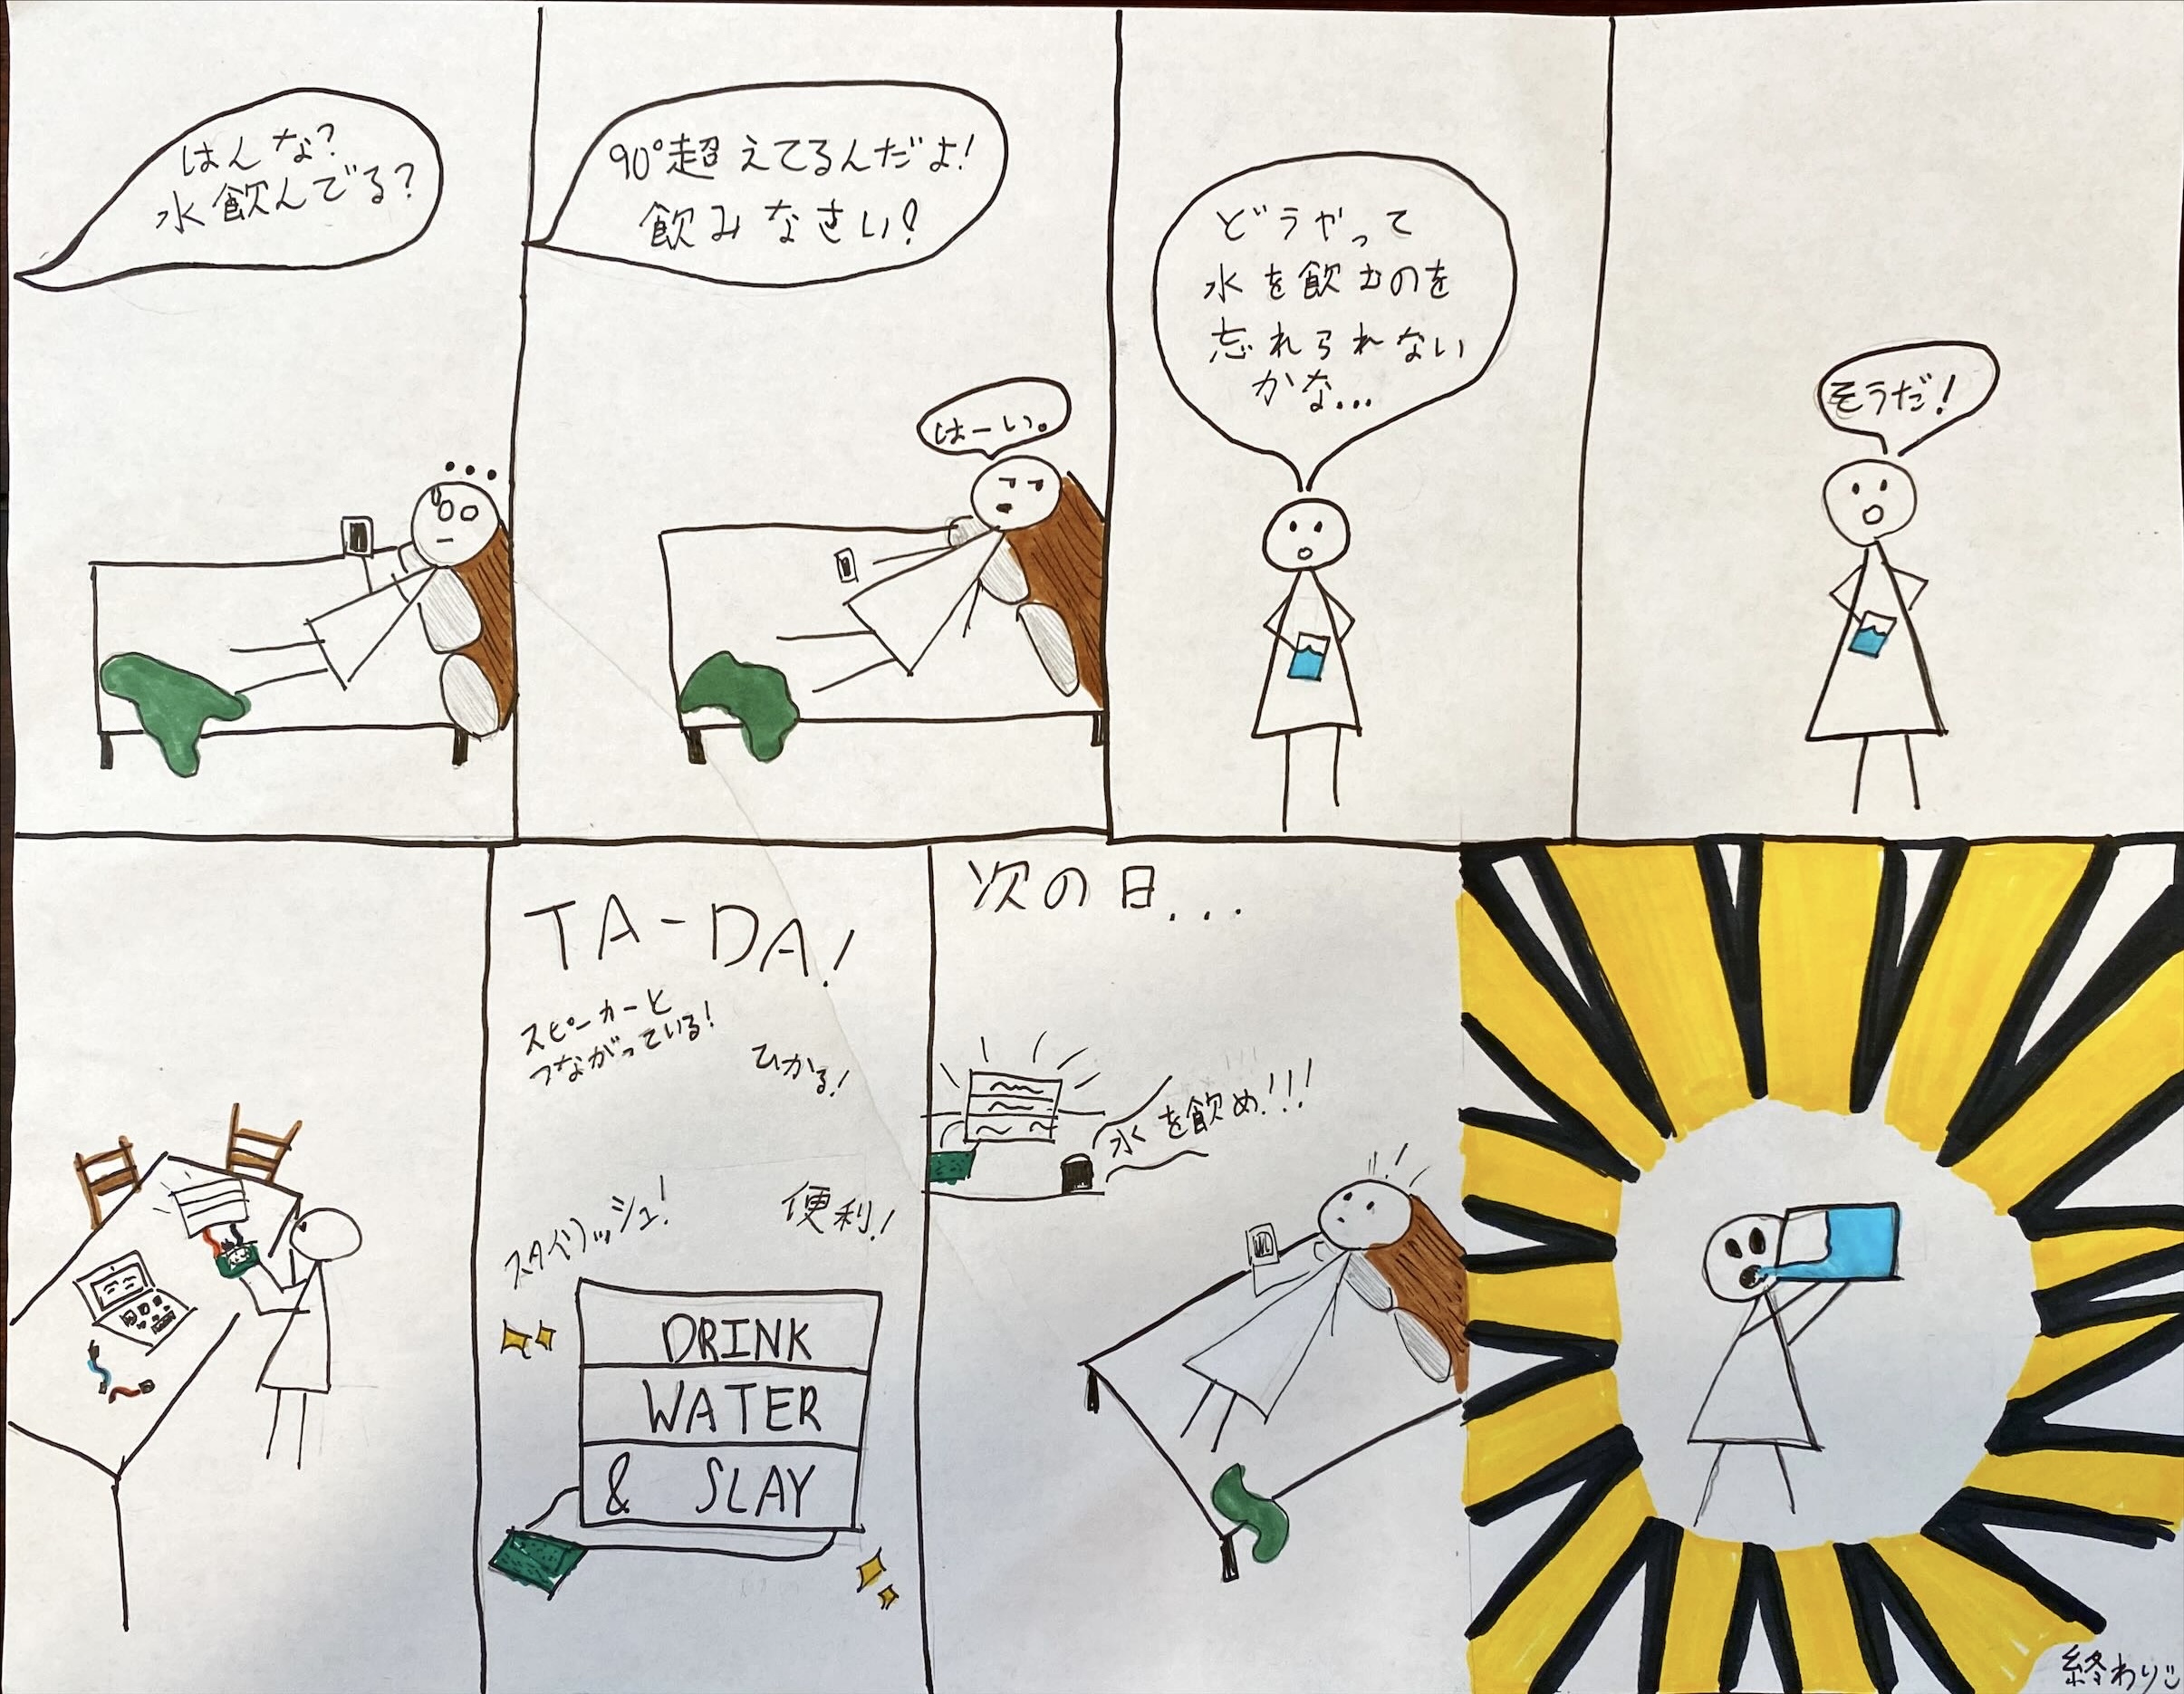 はんな?
水飲んでる?
90°超えてるんだよ!
飲みなさい!
はーい。
どうやって
水を飲むのを
忘れられない
かな...
そうだ!
TA-DA!
スピーカーと
つながっている!
ひかる!
スタイリッシュ!
便利!
DRINK
WATER
& SLAY
次の日...
水を飲め!!!
終わり